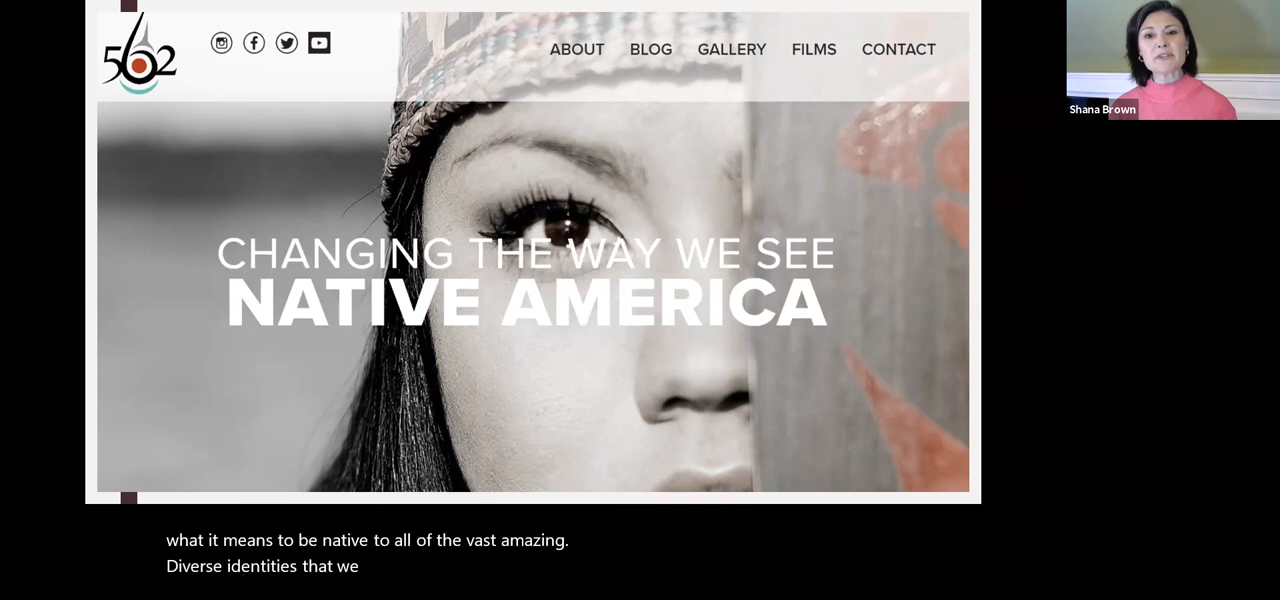 562
ABOUT BLOG GALLERY FILMS CONTACT
Shana Brown
CHANGING THE WAY WE SEE
NATIVE AMERICA
what it means to be native to all of the vast amazing.
Diverse identities that we